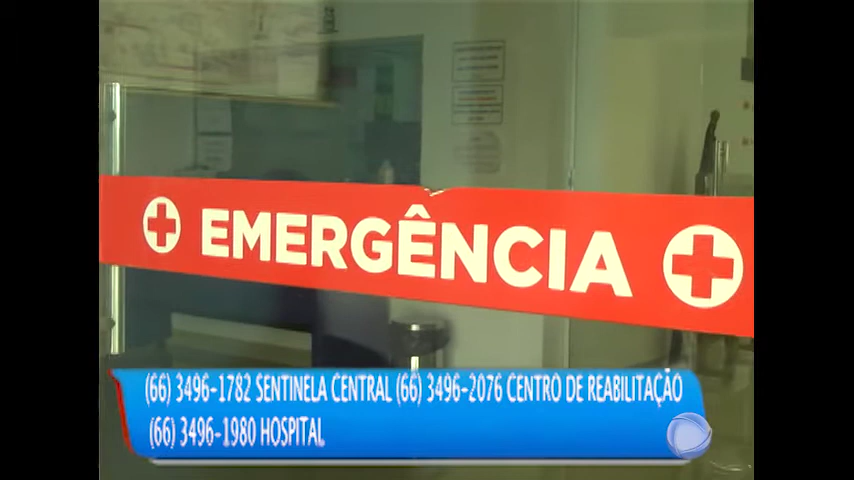 EMERGÊNCIA
(66) 3496-1782 SENTINELA CENTRAL (66) 3496-2076 CENTRO DE REABILITAÇÃO
(66) 3496-1980 HOSPITAL